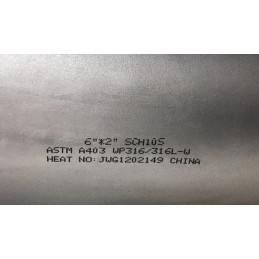 6"*2" SCH10S
ASTM A403 WP316/316L-W
HEAT NO:JWG1202149 CHINA